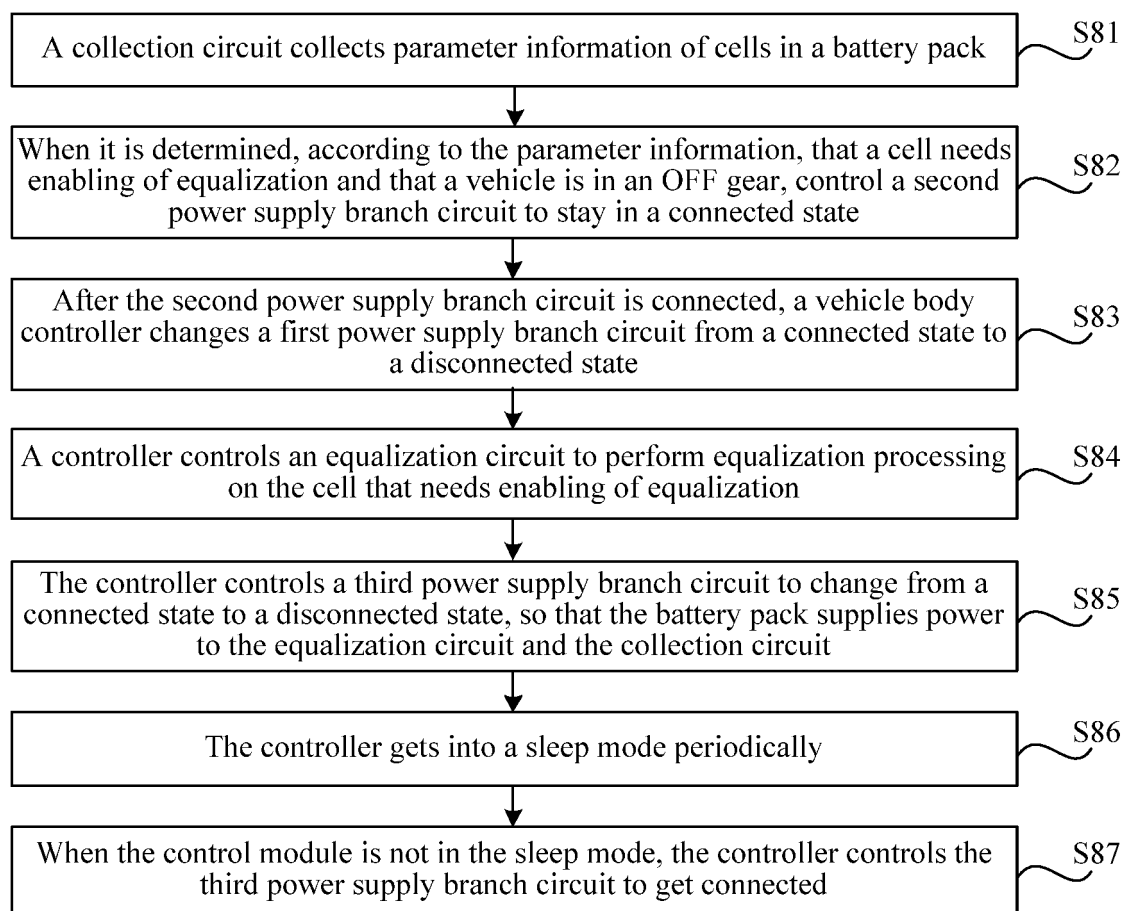 A collection circuit collects parameter information of cells in a battery pack
S81
When it is determined, according to the parameter information, that a cell needs
enabling of equalization and that a vehicle is in an OFF gear, control a second
power supply branch circuit to stay in a connected state
S82
After the second power supply branch circuit is connected, a vehicle body
controller changes a first power supply branch circuit from a connected state to
a disconnected state
S83
A controller controls an equalization circuit to perform equalization processing
on the cell that needs enabling of equalization
S84
The controller controls a third power supply branch circuit to change from a
connected state to a disconnected state, so that the battery pack supplies power
to the equalization circuit and the collection circuit
S85
The controller gets into a sleep mode periodically
S86
When the control module is not in the sleep mode, the controller controls the
third power supply branch circuit to get connected
S87